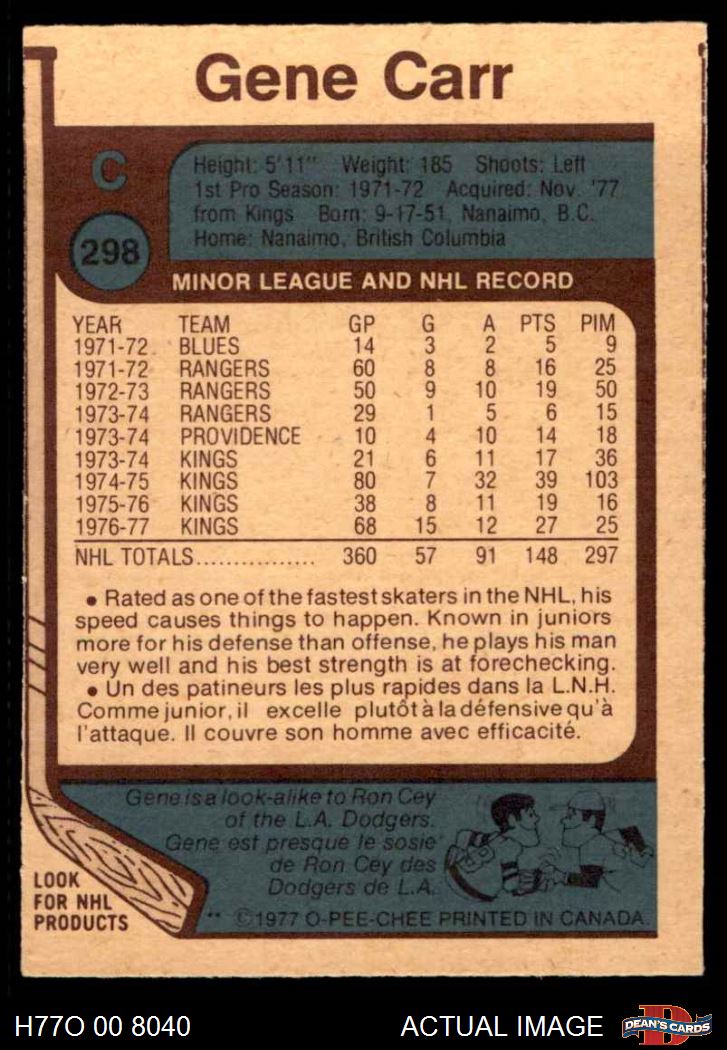 Gene Carr
C
Height: 5'11" Weight: 185 Shoots: Left
1st Pro Season: 1971-72 Acquired: Nov. '77
from Kings Born: 9-17-51, Nanaimo, B.C.
Home: Nanaimo, British Columbia
298
MINOR LEAGUE AND NHL RECORD
YEAR TEAM GP G A PTS PIM
1971-72 BLUES 14 3 2 5 9
1971-72 RANGERS 60 8 8 16 25
1972-73 RANGERS 50 9 10 19 50
1973-74 RANGERS 29 1 5 6 15
1973-74 PROVIDENCE 10 4 10 14 18
1973-74 KINGS 21 6 11 17 36
1974-75 KINGS 80 7 32 39 103
1975-76 KINGS 38 8 11 19 16
1976-77 KINGS 68 15 12 27 25
NHL TOTALS................ 360 57 91 148 297
• Rated as one of the fastest skaters in the NHL, his
speed causes things to happen. Known in juniors
more for his defense than offense, he plays his man
very well and his best strength is at forechecking.
• Un des patineurs les plus rapides dans la L.N.H.
Comme junior, il excelle plutôt à la défensive qu'à
l'attaque. Il couvre son homme avec efficacité.
Gene is a look-alike to Ron Cey
of the L.A. Dodgers.
Gene est presque le sosie
de Ron Cey des
Dodgers de L.A.
LOOK
FOR NHL
PRODUCTS
** ©1977 O-PEE-CHEE PRINTED IN CANADA.
H77O 00 8040 ACTUAL IMAGE
D
DEAN'S CARDS